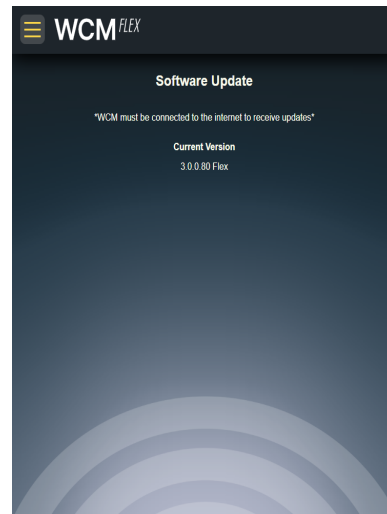 WCM FLEX
Software Update
*WCM must be connected to the internet to receive updates*
Current Version
3.0.0.80 Flex